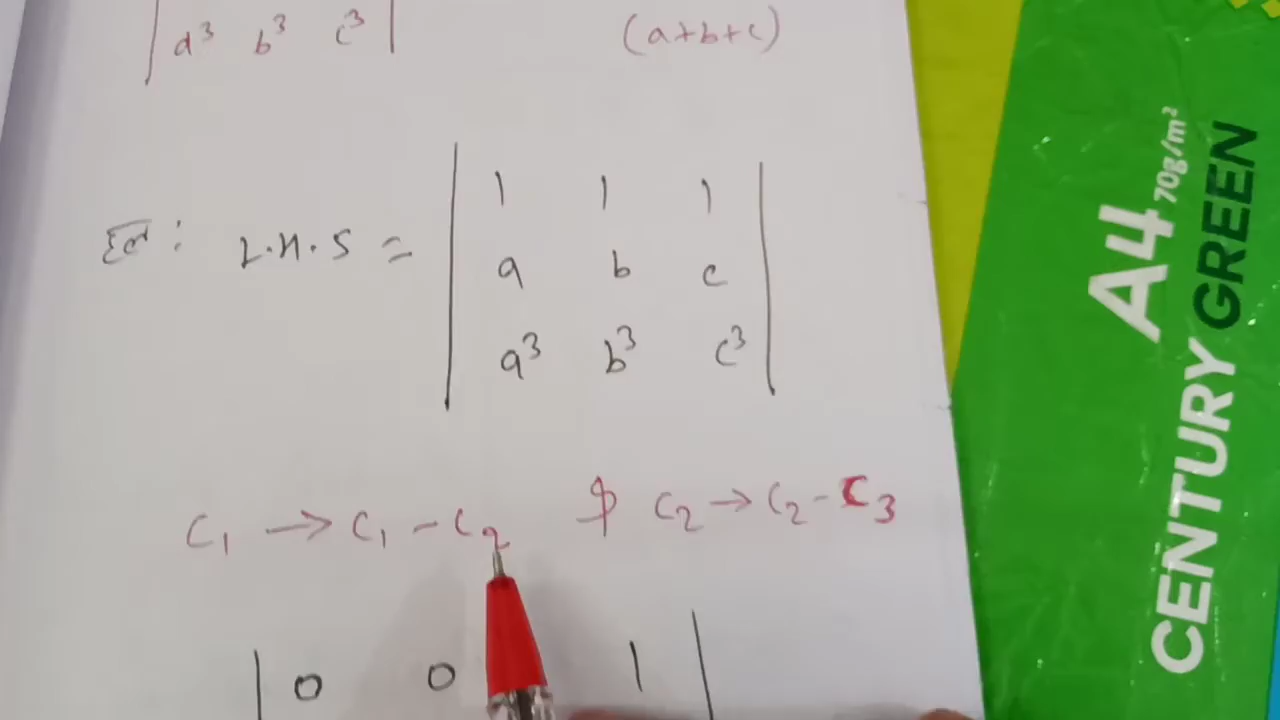 a³ b³ c³ (a+b+c)
1 1 1
L.H.S =
a b c
a³ b³ c³
C₁ → C₁ - C₂ $ C₂ → C₂ - C₃
0 0 1
A4 70g/m²
CENTURY GREEN